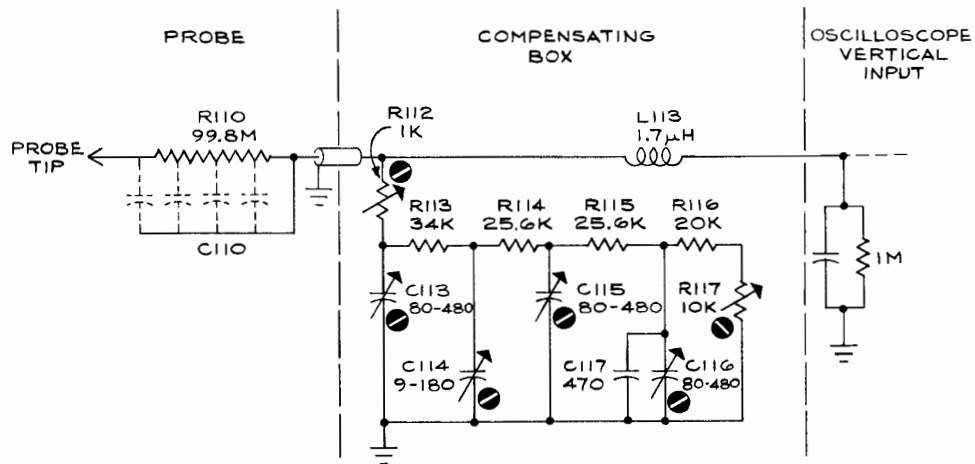 PROBE
COMPENSATING
BOX
OSCILLOSCOPE
VERTICAL
INPUT
R110
99.8M
PROBE
TIP
C110
R112
1K
L113
1.7μH
R113
34K
R114
25.6K
R115
25.6K
R116
20K
R117
10K
1M
C113
80-480
C115
80-480
C114
9-180
C117
470
C116
80-480